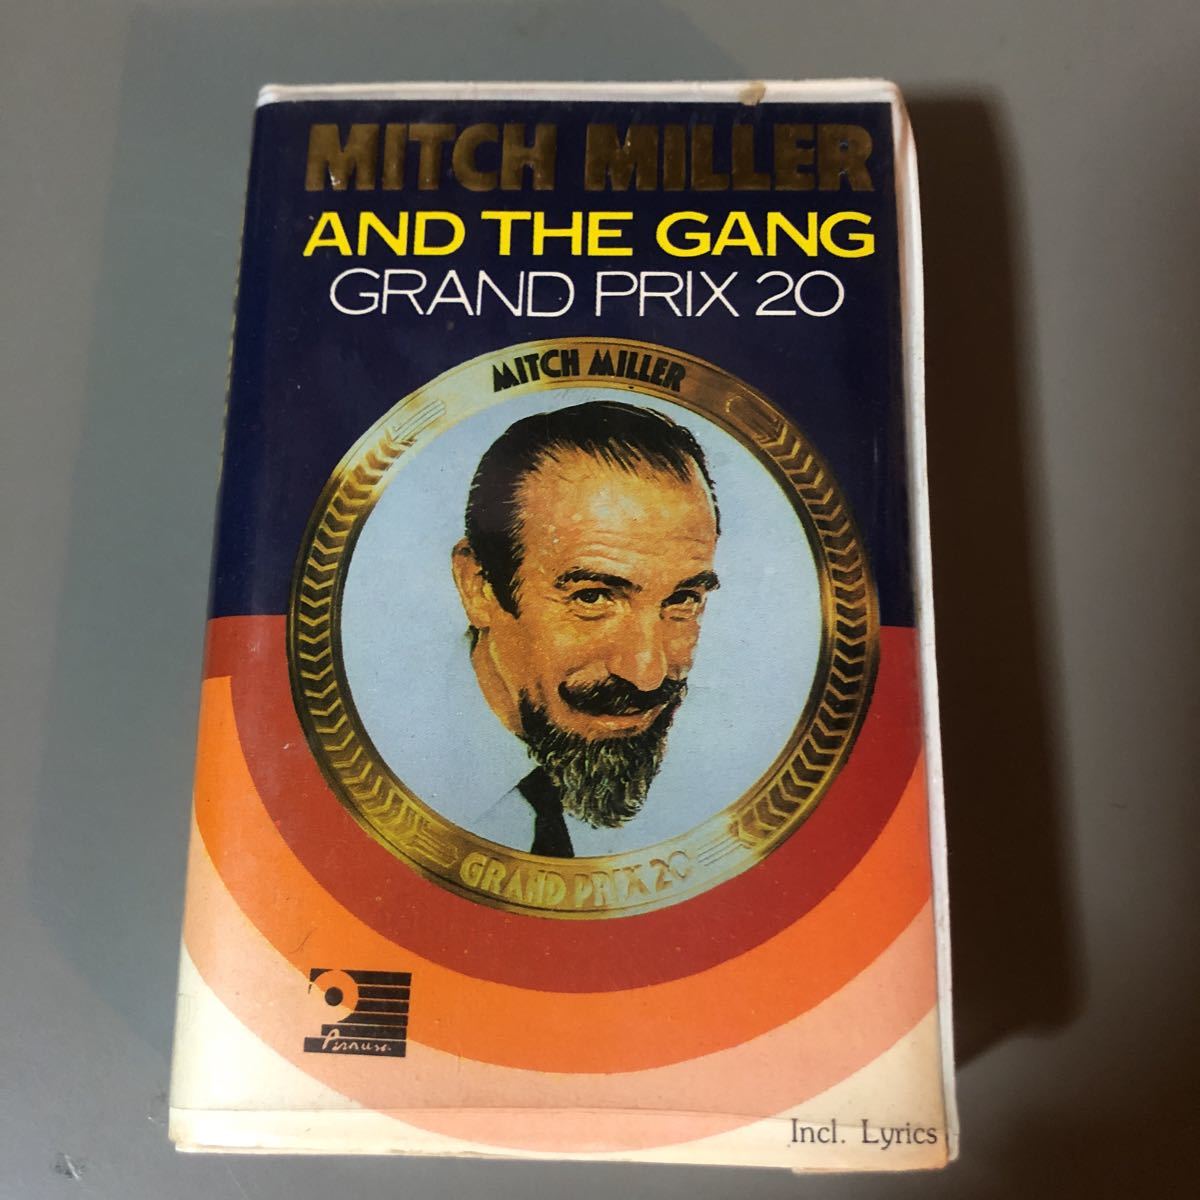 MITCH MILLER
AND THE GANG
GRAND PRIX 20
MITCH MILLER
GRAND PRIX 20
Incl. Lyrics